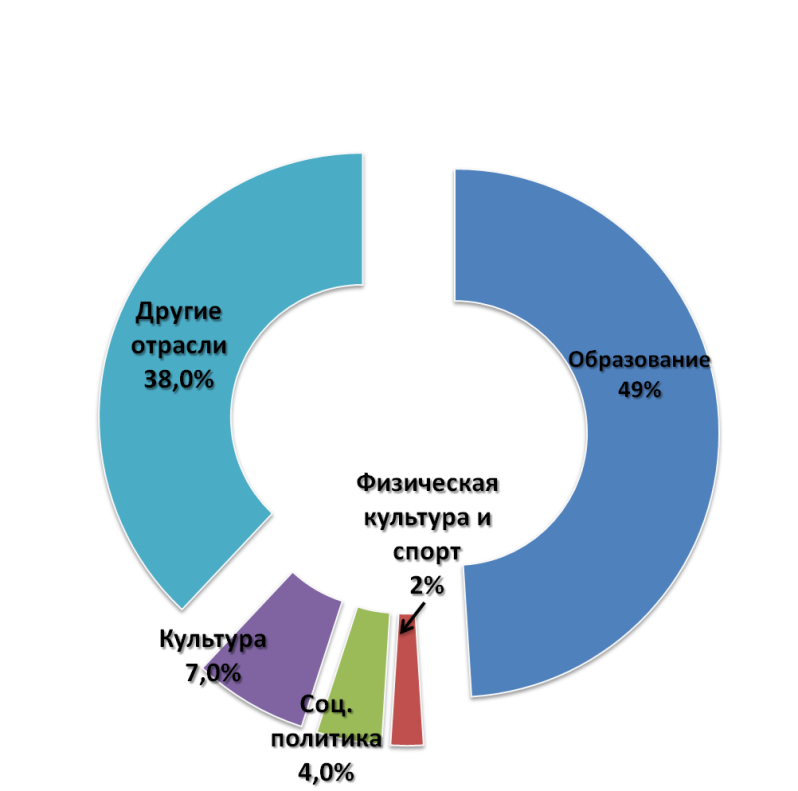 Другие
отрасли
38,0%
Образование
49%
Физическая
культура и
спорт
2%
Культура
7,0%
Соц.
политика
4,0%